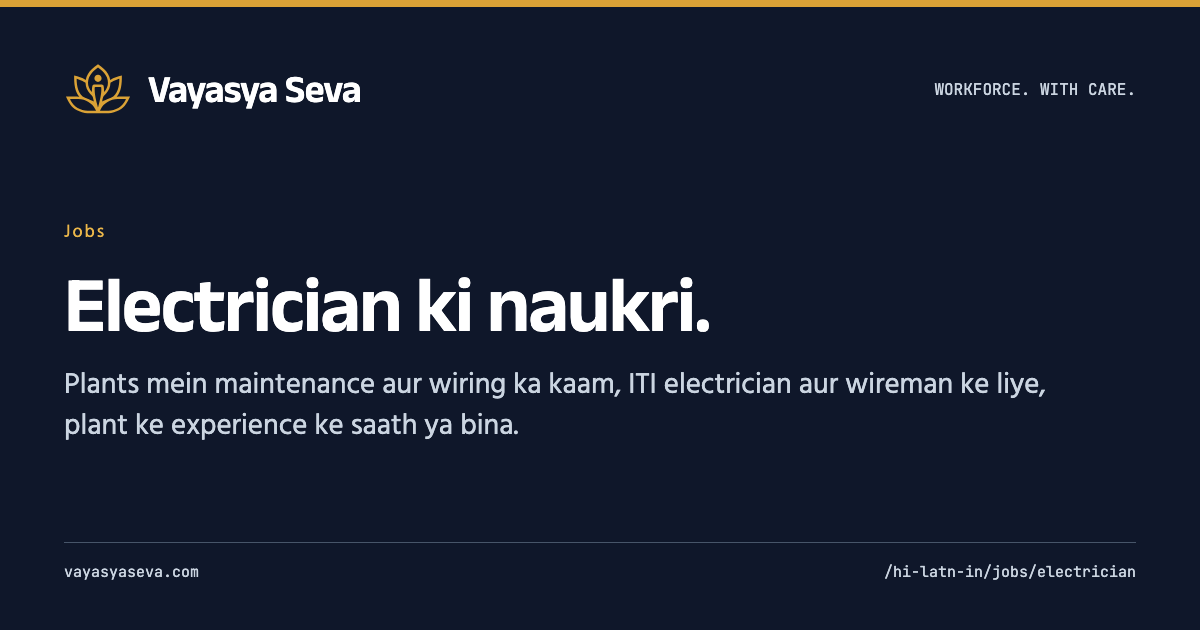 Vayasya Seva
WORKFORCE. WITH CARE.
Jobs
Electrician ki naukri.
Plants mein maintenance aur wiring ka kaam, ITI electrician aur wireman ke liye,
plant ke experience ke saath ya bina.
vayasyaseva.com
/hi-latn-in/jobs/electrician